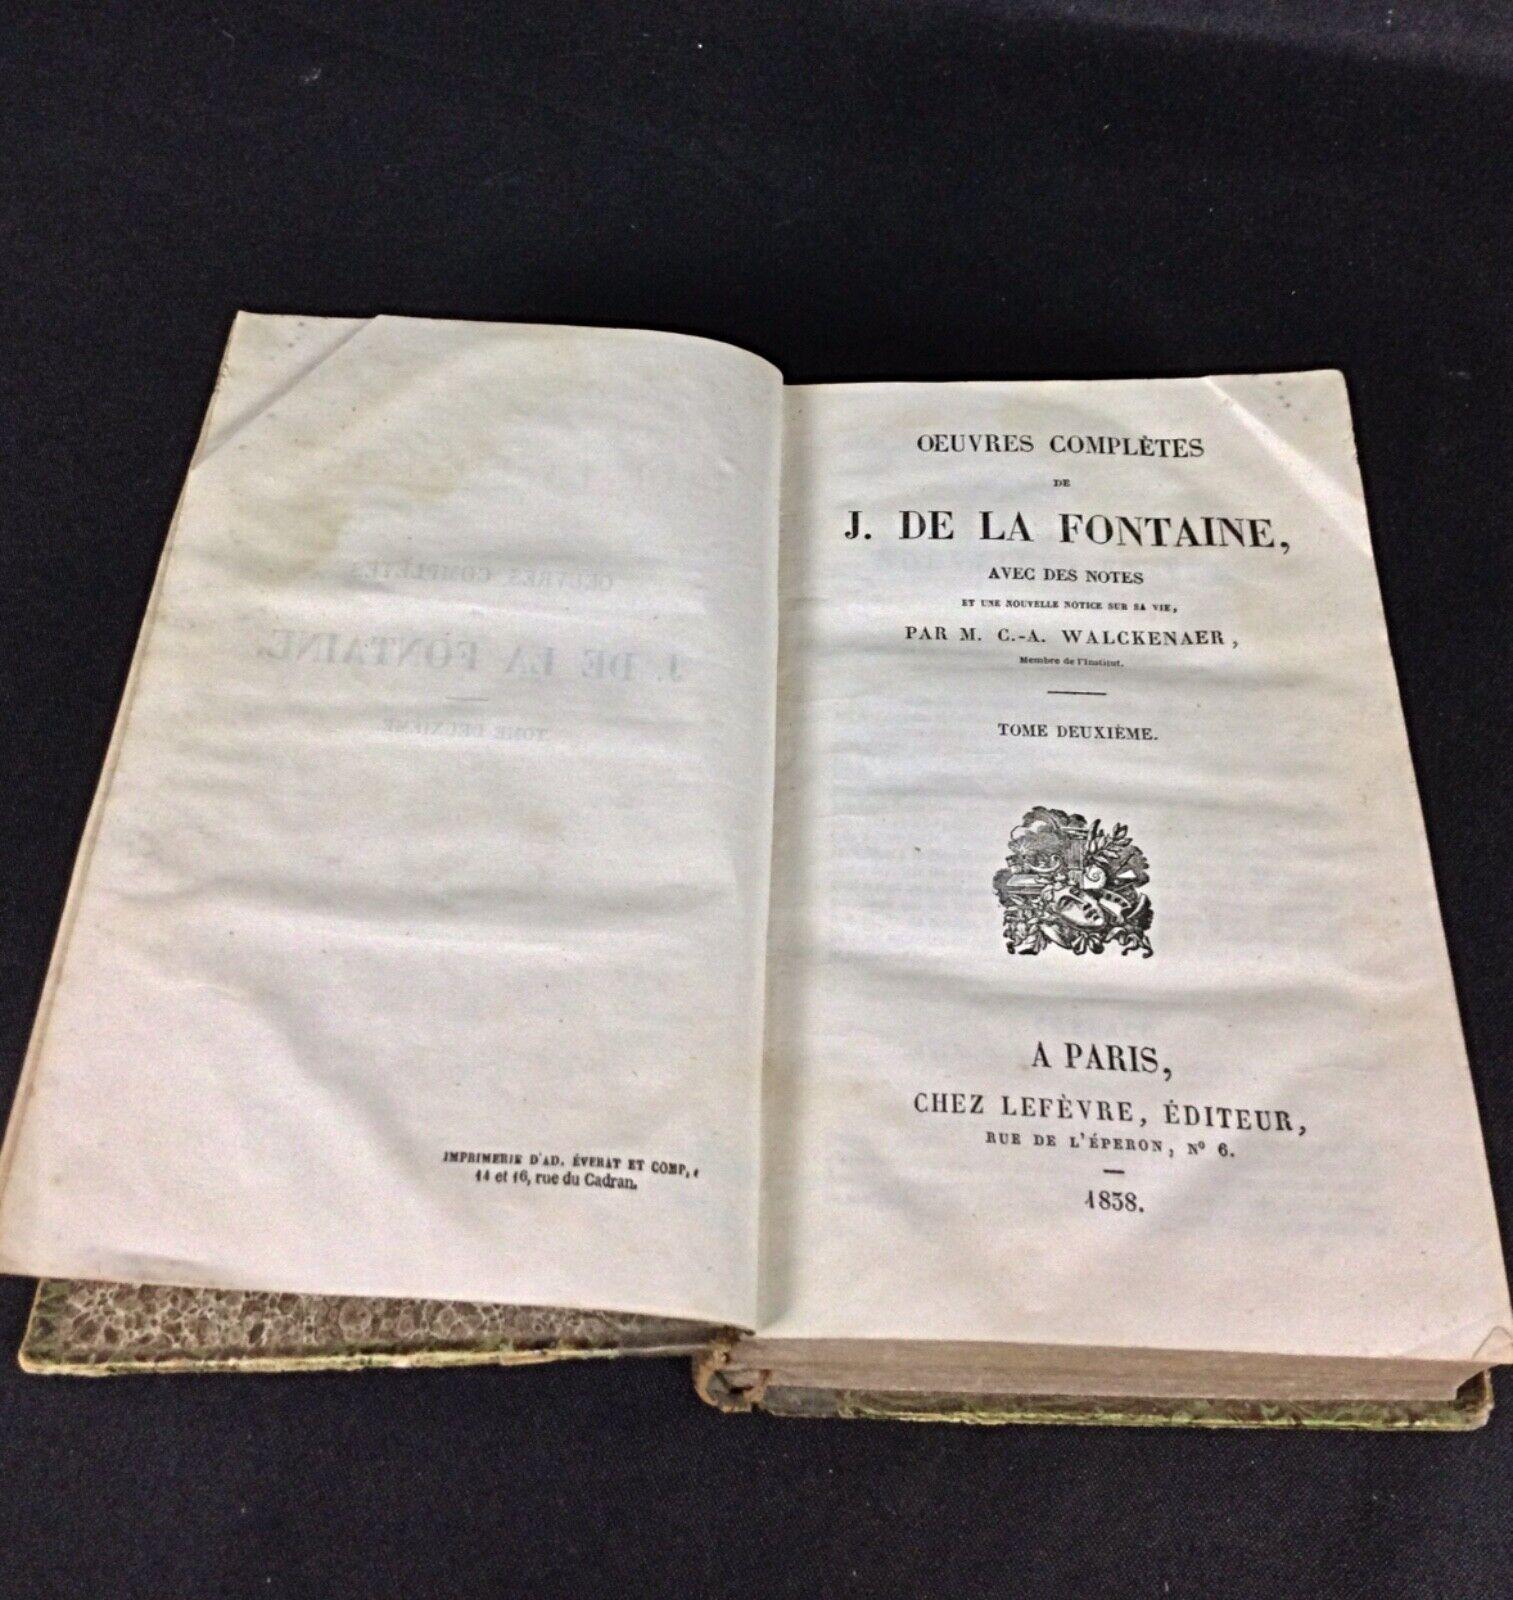 IMPRIMERIE D'AD. ÉVERAT ET COMP.,
14 et 16, rue du Cadran.
OEUVRES COMPLÈTES
DE
J. DE LA FONTAINE,
AVEC DES NOTES
ET UNE NOUVELLE NOTICE SUR SA VIE,
PAR M. C.-A. WALCKENAER,
Membre de l'Institut.
TOME DEUXIÈME.
A PARIS,
CHEZ LEFÈVRE, ÉDITEUR,
RUE DE L'ÉPERON, Nº 6.
1838.